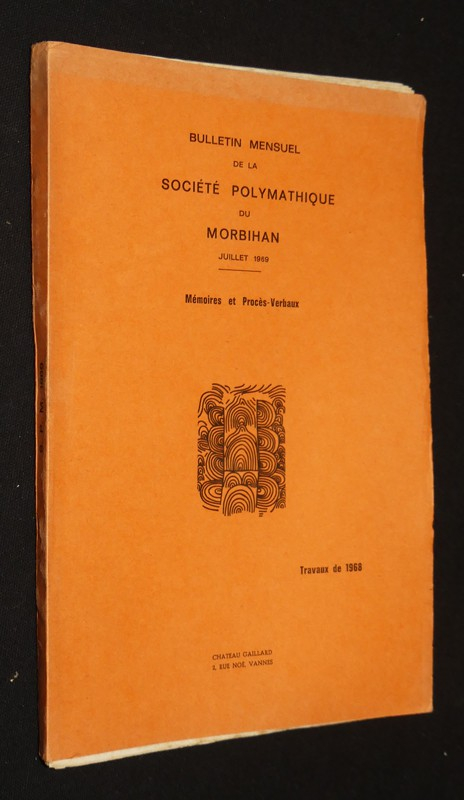 BULLETIN MENSUEL
DE LA
SOCIÉTÉ POLYMATHIQUE
DU
MORBIHAN
JUILLET 1969
Mémoires et Procès-Verbaux
Travaux de 1968
CHATEAU GAILLARD
2, RUE NOÉ, VANNES